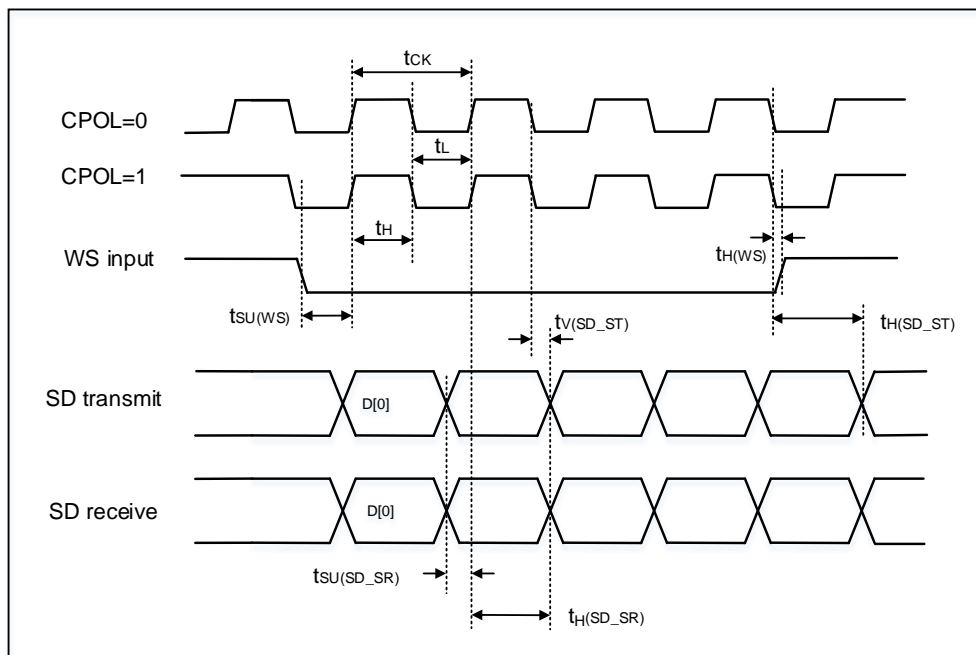 tCK
CPOL=0
tL
CPOL=1
tH
tH(WS)
WS input
tSU(WS)
tV(SD_ST)
tH(SD_ST)
SD transmit
D[0]
SD receive
D[0]
tSU(SD_SR)
tH(SD_SR)